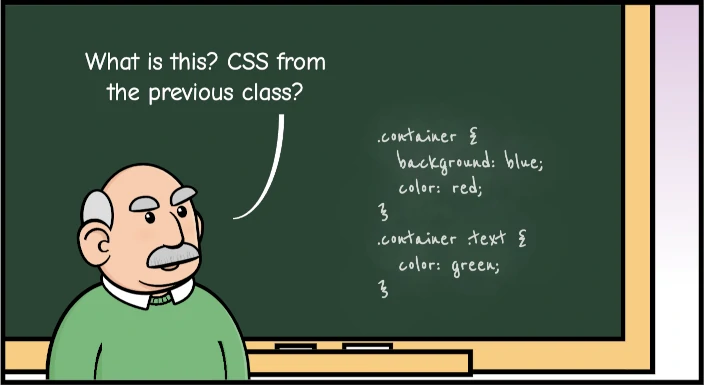 What is this? CSS from
the previous class?
.container {
background: blue;
color: red;
}
.container .text {
color: green;
}